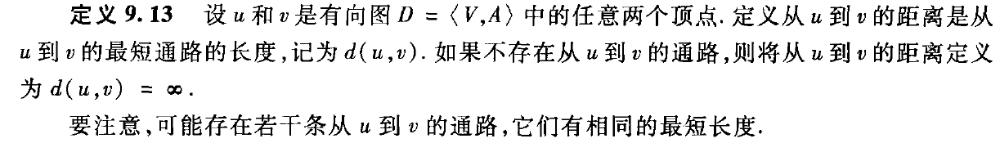 定义 9.13 设 u 和 v 是有向图 D = 〈V,A〉 中的任意两个顶点. 定义从 u 到 v 的距离是从
u 到 v 的最短通路的长度,记为 d(u,v). 如果不存在从 u 到 v 的通路,则将从 u 到 v 的距离定义
为 d(u,v) = ∞.
要注意,可能存在若干条从 u 到 v 的通路,它们有相同的最短长度.